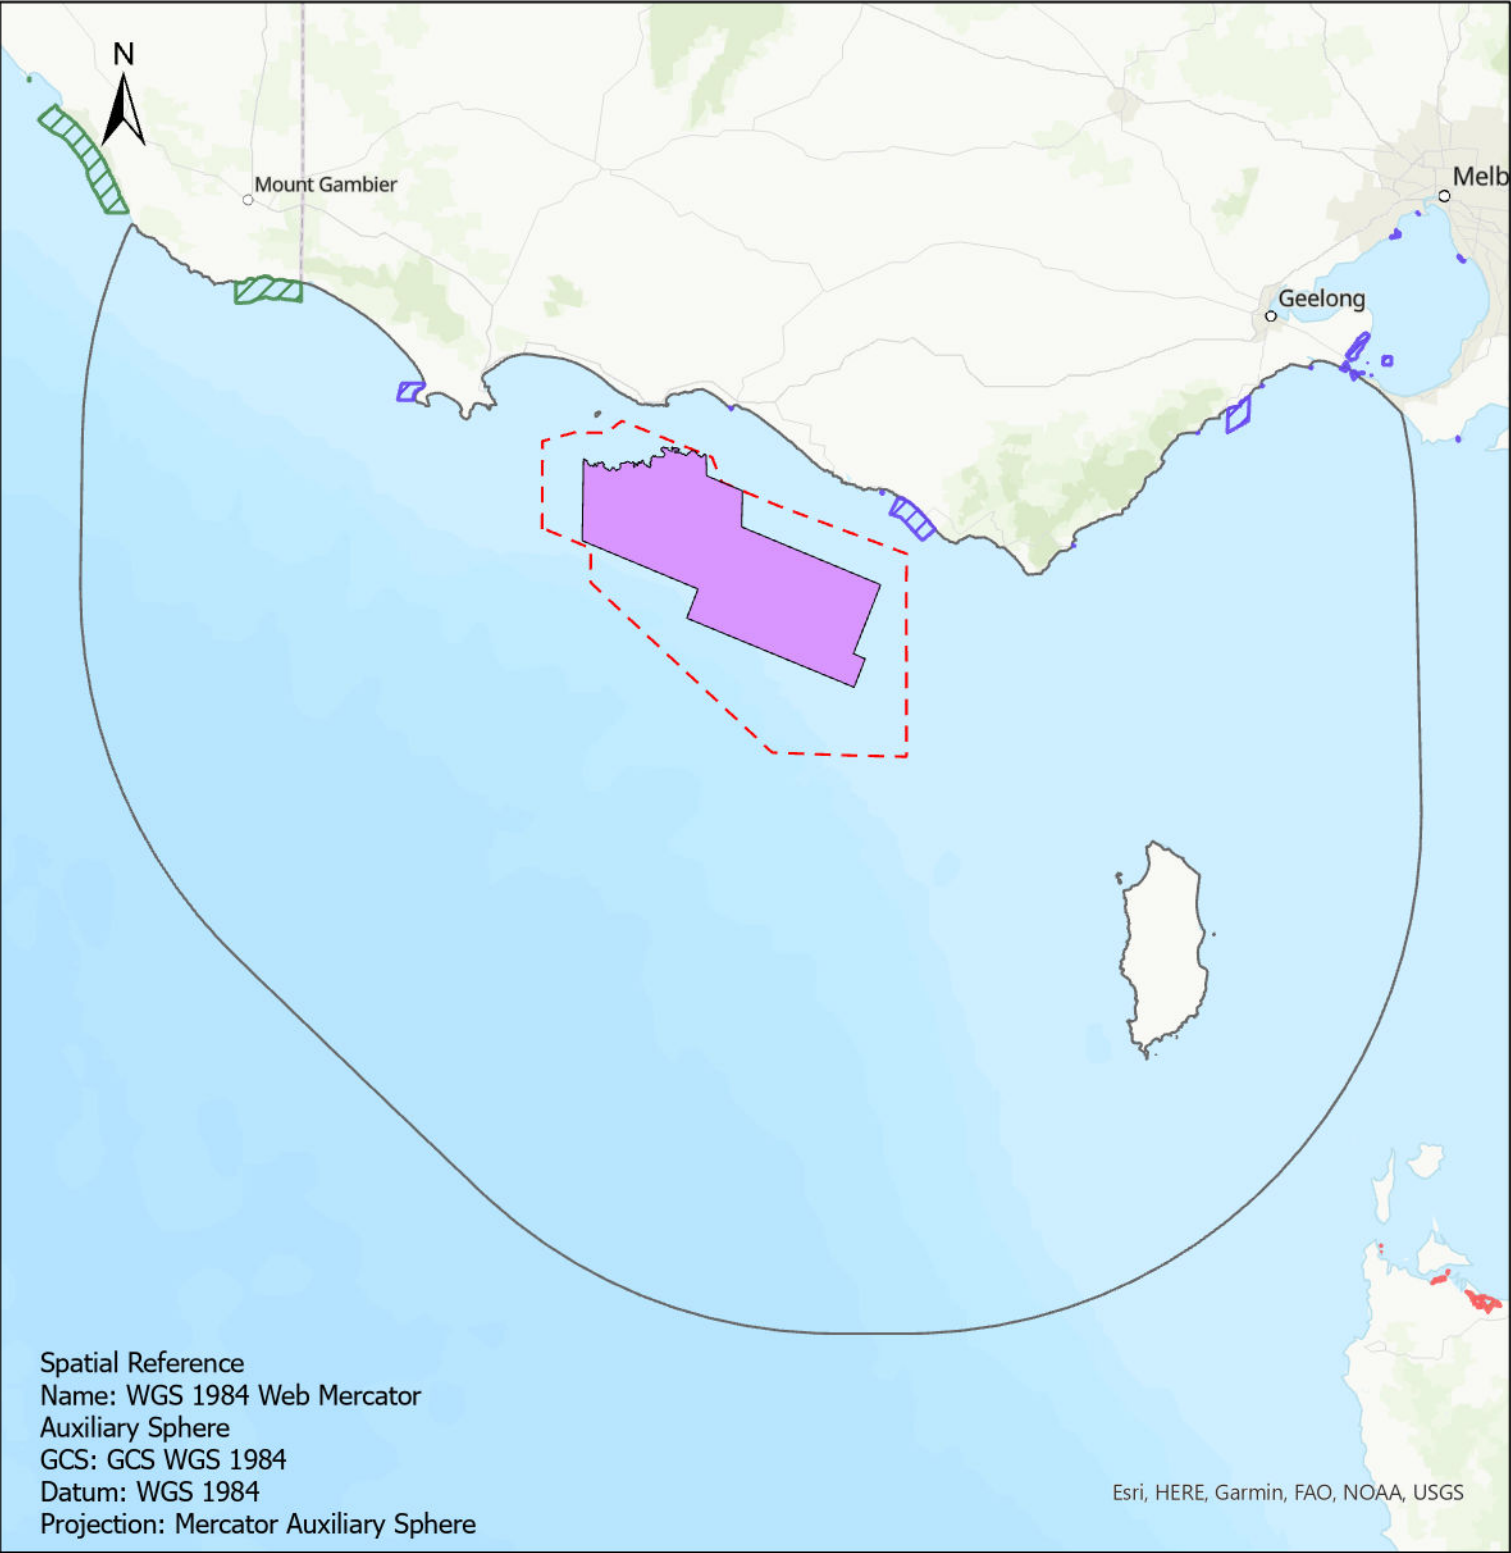 N
Mount Gambier
Melb
Geelong
Spatial Reference
Name: WGS 1984 Web Mercator
Auxiliary Sphere
GCS: GCS WGS 1984
Datum: WGS 1984
Projection: Mercator Auxiliary Sphere
Esri, HERE, Garmin, FAO, NOAA, USGS